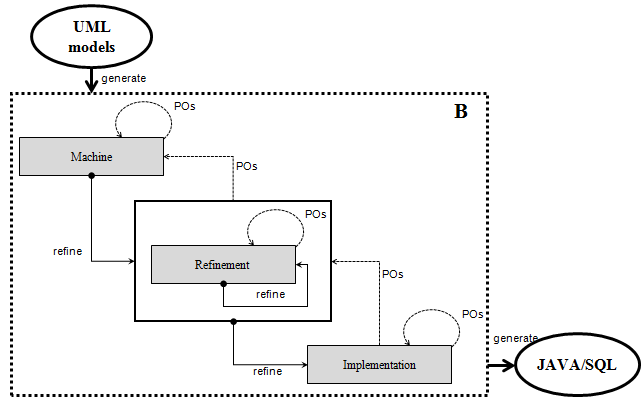 UML
models
generate
B
POs
Machine
POs
refine
POs
Refinement
refine
POs
POs
generate
refine
Implementation
JAVA/SQL